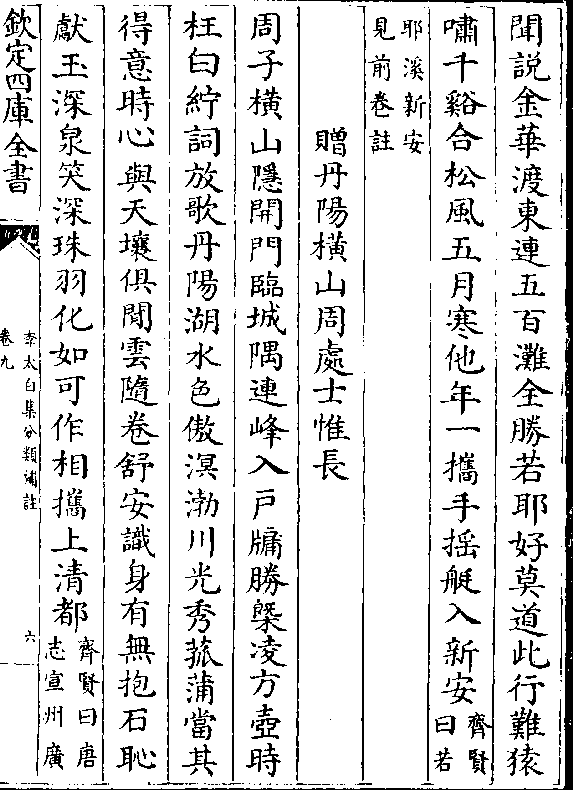 聞說金華渡東連五百灘全勝若耶好莫道此行難猿
嘯千谿合松風五月寒他年一攜手搖艇入新安齊賢曰若
耶溪新安
見前卷註
贈丹陽橫山周處士惟長
周子橫山隱開門臨城隅連峰入戶牖勝槩凌方壺時
枉白紵詞放歌丹陽湖水色傲溟渤川光秀菰蒲當其
得意時心與天壤俱閒雲隨卷舒安識身有無抱石恥
獻玉深泉笑深珠羽化如可作相攜上清都齊賢曰唐志宣州廣
欽定四庫全書
李太白集分類補註
卷九
六